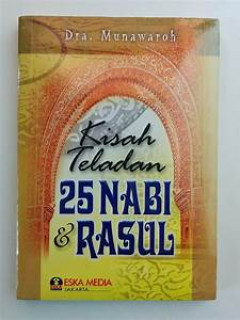 Dra. Munawaroh
Kisah
Teladan
25 NABI
& RASUL
ESKA MEDIA
JAKARTA